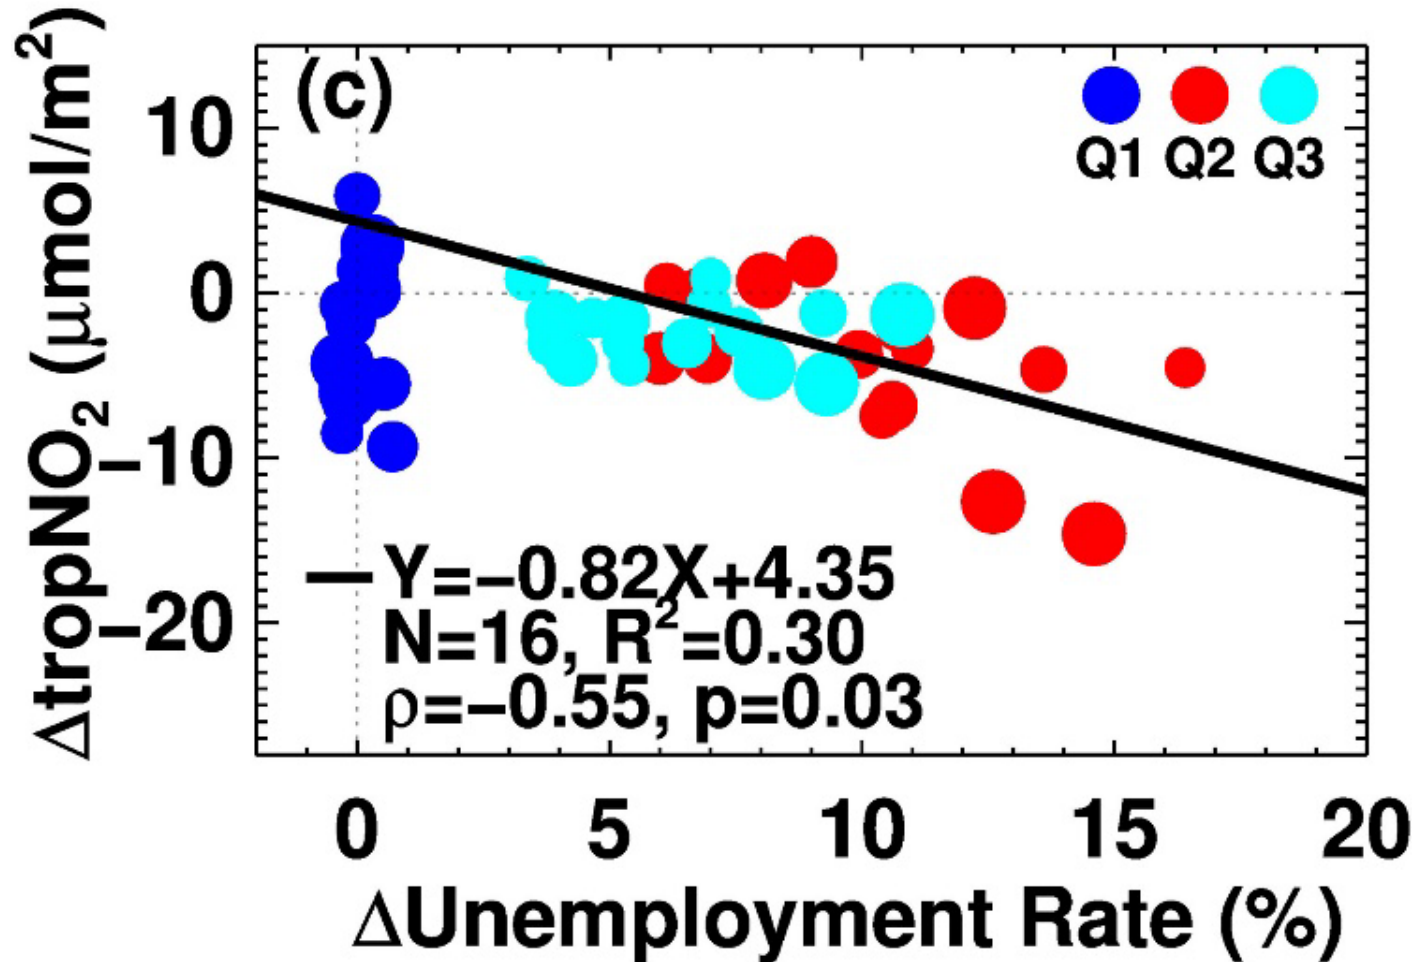 (c)
Q1 Q2 Q3
10
0
−10
−20
ΔtropNO₂ (μmol/m²)
Y=−0.82X+4.35
N=16, R²=0.30
ρ=−0.55, p=0.03
0 5 10 15 20
ΔUnemployment Rate (%)